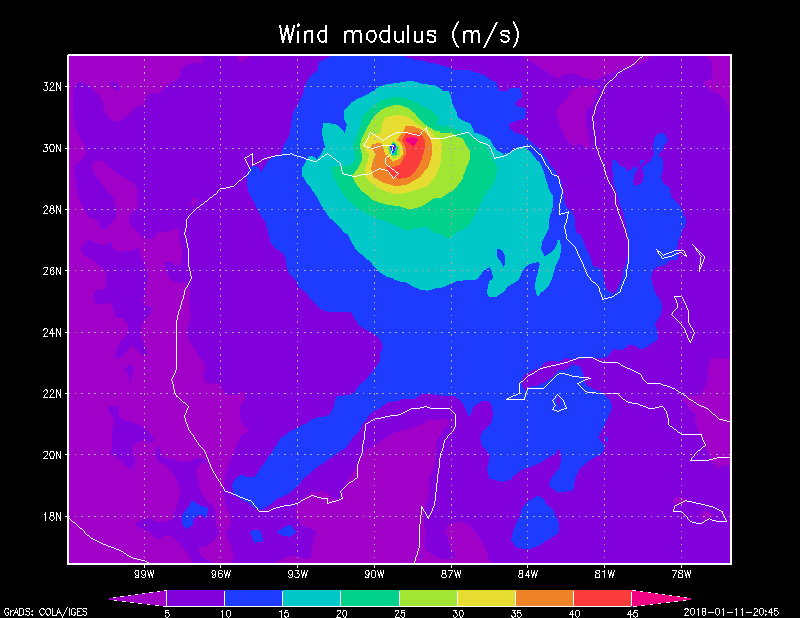 Wind modulus (m/s)
32N
30N
28N
26N
24N
22N
20N
18N
99W 96W 93W 90W 87W 84W 81W 78W
5 10 15 20 25 30 35 40 45
GrADS: COLA/IGES 2018-01-11-20:45